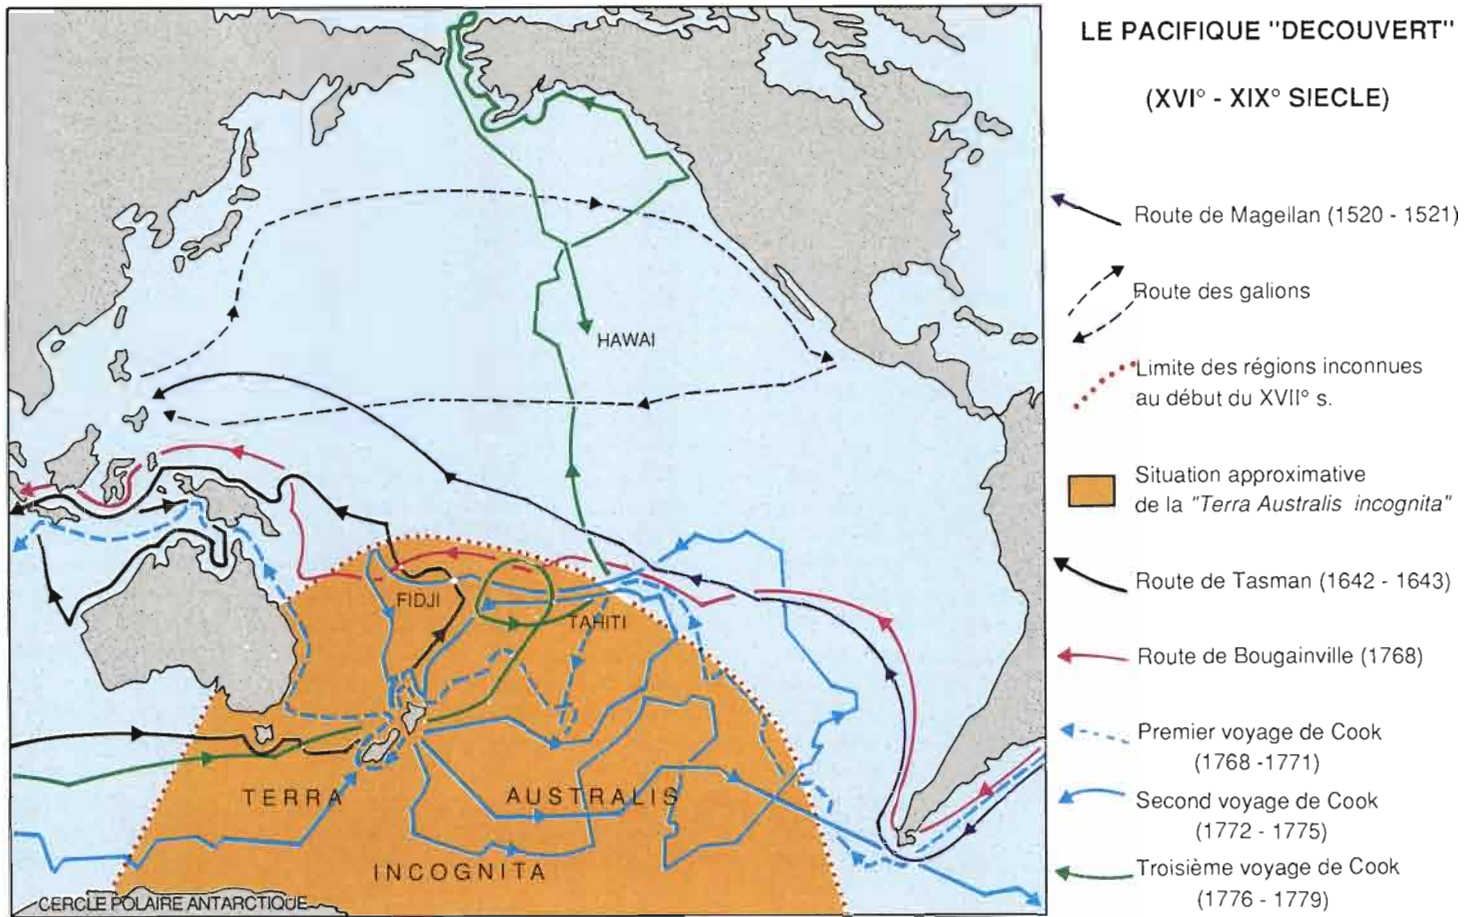 LE PACIFIQUE "DECOUVERT"
(XVI° - XIX° SIECLE)
Route de Magellan (1520 - 1521)
Route des galions
Limite des régions inconnues
au début du XVII° s.
Situation approximative
de la "Terra Australis incognita"
Route de Tasman (1642 - 1643)
Route de Bougainville (1768)
Premier voyage de Cook
(1768 -1771)
Second voyage de Cook
(1772 - 1775)
Troisième voyage de Cook
(1776 - 1779)
HAWAI
FIDJI
TAHITI
TERRA AUSTRALIS
INCOGNITA
CERCLE POLAIRE ANTARCTIQUE